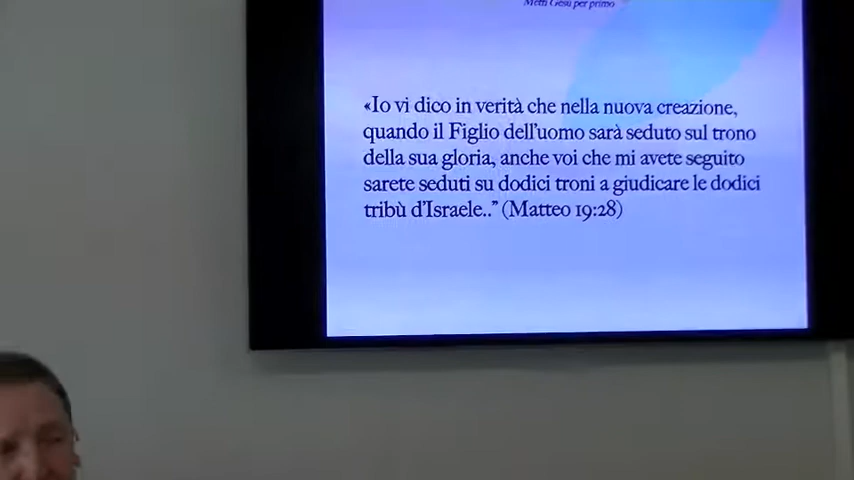 Metti Gesù per primo
«Io vi dico in verità che nella nuova creazione,
quando il Figlio dell'uomo sarà seduto sul trono
della sua gloria, anche voi che mi avete seguito
sarete seduti su dodici troni a giudicare le dodici
tribù d'Israele..” (Matteo 19:28)